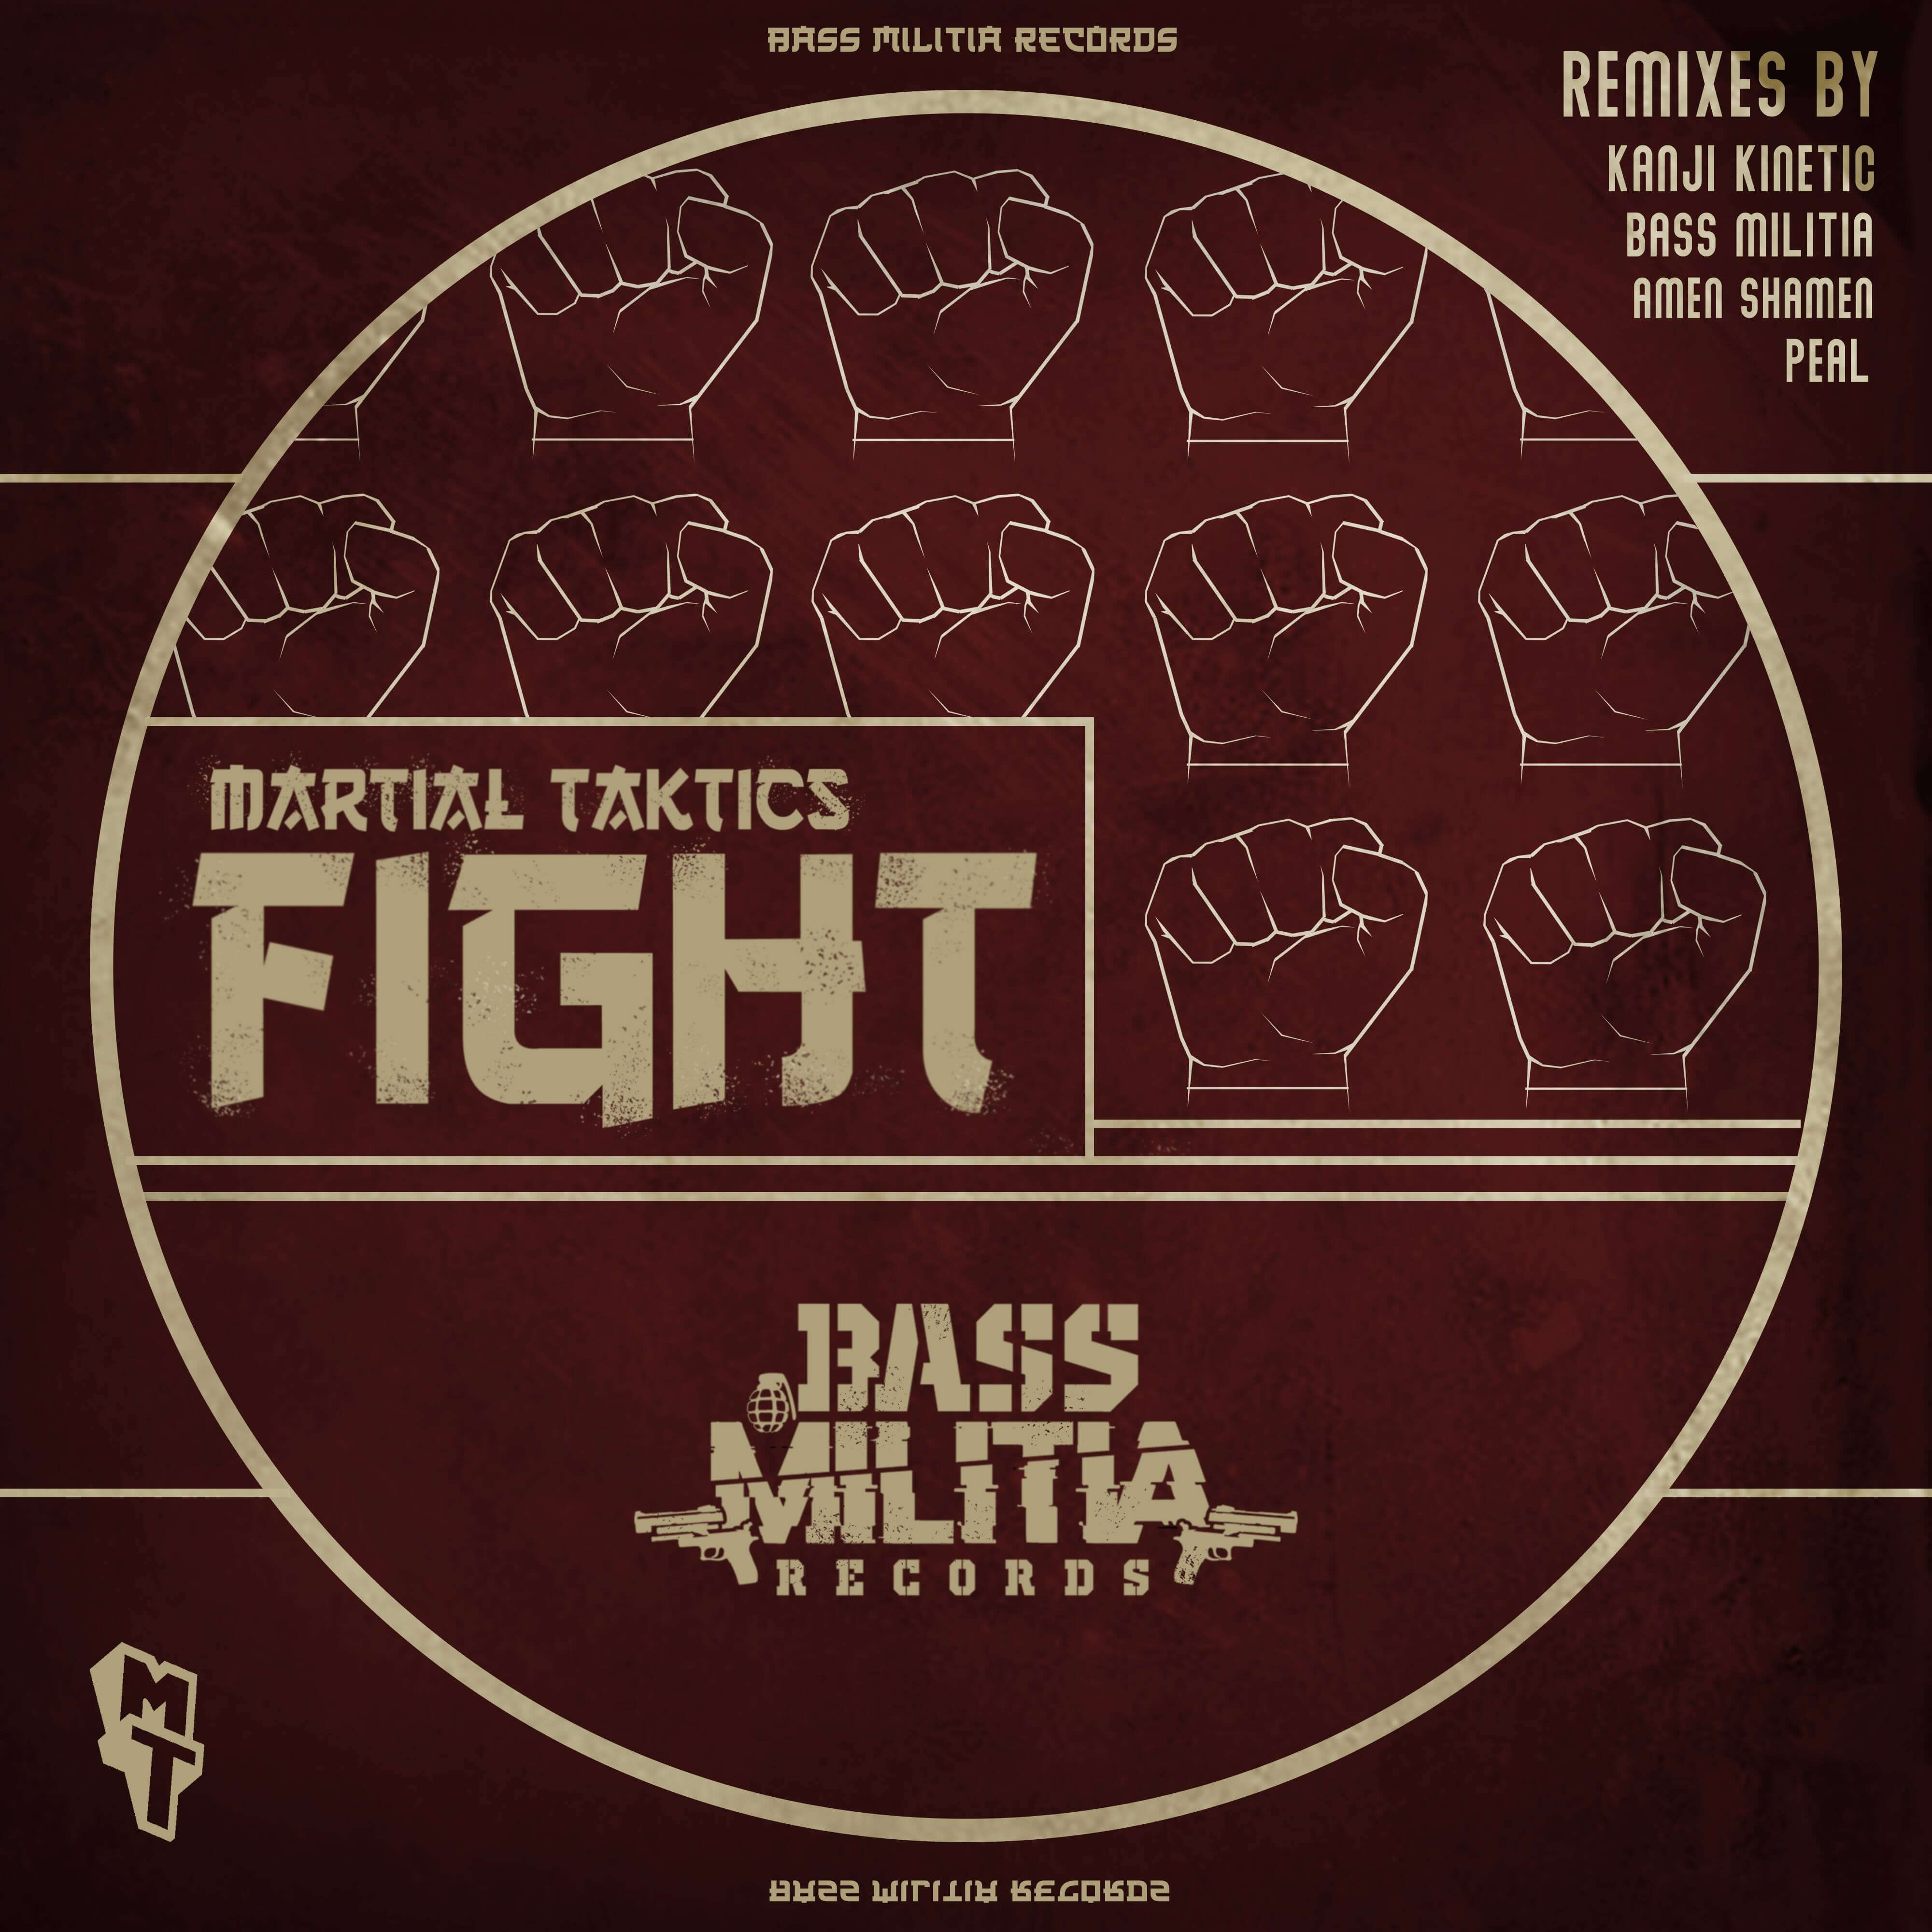 BASS MILITIA RECORDS
REMIXES BY
KANJI KINETIC
BASS MILITIA
AMEN SHAMEN
PEAL
MARTIAL TAKTICS
FIGHT
BASS
MILITIA
RECORDS
M
T
BASS MILITIA RECORDS